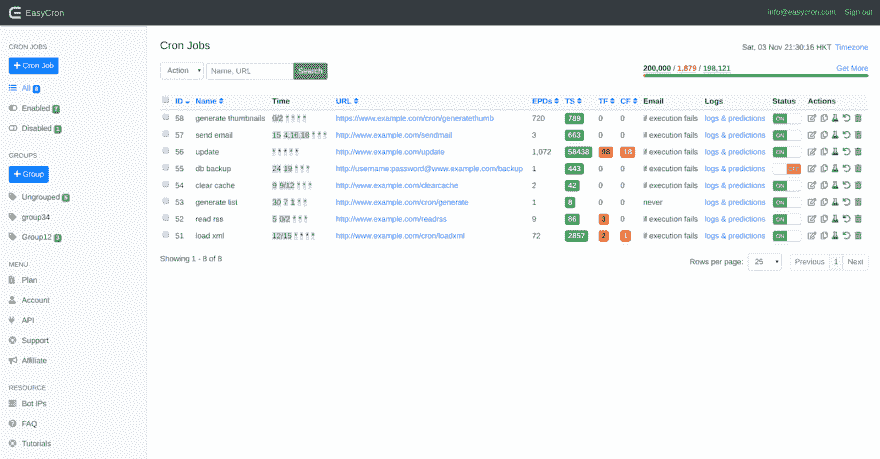 EasyCron info@easycron.com Sign out
CRON JOBS
+ Cron Job
All 8
Enabled 7
Disabled 1
GROUPS
+ Group
Ungrouped
group34
Group12
MENU
Plan
Account
API
Support
Affiliate
RESOURCE
Bot IPs
FAQ
Tutorials
Cron Jobs
Sat, 03 Nov 21:30:16 HKT Timezone
Action Name, URL Search
200,000 / 1,879 / 198,121 Get More
ID Name Time URL EPDs TS TF CF Email Logs Status Actions
58 generate thumbnails 0/2 * * * * https://www.example.com/cron/generatethumb 720 789 0 0 if execution fails logs & predictions ON
57 send email 15 4,16,18 * * * http://www.example.com/sendmail 3 663 0 0 if execution fails logs & predictions ON
56 update * * * * * http://www.example.com/update 1,072 58438 98 18 if execution fails logs & predictions ON
55 db backup 24 19 * * * http://username:password@www.example.com/backup 1 443 0 0 if execution fails logs & predictions
54 clear cache 9 9/12 * * * http://www.example.com/clearcache 2 42 0 0 if execution fails logs & predictions ON
53 generate list 30 7 1 * * http://www.example.com/cron/generate 1 8 0 0 never logs & predictions ON
52 read rss 5 0/2 * * * http://www.example.com/readrss 9 86 3 0 if execution fails logs & predictions ON
51 load xml 12/15 * * * * http://www.example.com/cron/loadxml 72 2857 2 1 if execution fails logs & predictions ON
Showing 1 - 8 of 8
Rows per page: 25 Previous 1 Next